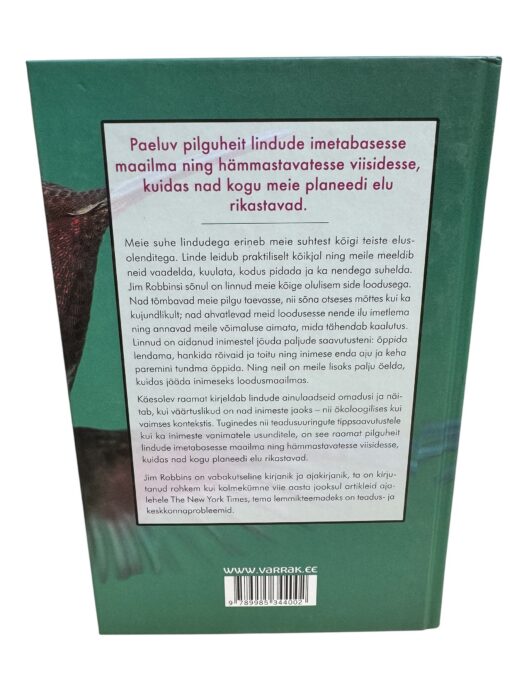 Paeluv pilguheit lindude imetabasesse
maailma ning hämmastavatesse viisidesse,
kuidas nad kogu meie planeedi elu
rikastavad.
Meie suhe lindudega erineb meie suhtest kõigi teiste elus-
olenditega. Linde leidub praktiliselt kõikjal ning meile meeldib
neid vaadelda, kuulata, kodus pidada ja ka nendega suhelda.
Jim Robbinsi sõnul on linnud meie kõige olulisem side loodusega.
Nad tõmbavad meie pilgu taevasse, nii sõna otseses mõttes kui ka
kujundlikult; nad ahvatlevad meid loodusesse nende ilu imetlema
ning annavad meile võimaluse aimata, mida tähendab kaalutus.
Linnud on aidanud inimestel jõuda paljude saavutusteni: õppida
lendama, hankida rõivaid ja toitu ning inimese enda aju ja keha
paremini tundma õppida. Ning neil on meile lisaks palju öelda,
kuidas jääda inimeseks loodusmaailmas.
Käesolev raamat kirjeldab lindude ainulaadseid omadusi ja näi-
tab, kui väärtuslikud on nad inimeste jaoks – nii ökoloogilises kui
vaimses kontekstis. Tuginedes nii teadusuuringute tippsaavutustele
kui ka inimeste vanimatele usunditele, on see raamat pilguheit
lindude imetabasesse maailma ning hämmastavatesse viisidesse,
kuidas nad kogu meie planeedi elu rikastavad.
Jim Robbins on vabakutseline kirjanik ja ajakirjanik, ta on kirju-
tanud rohkem kui kolmekümne viie aasta jooksul artikleid aja-
lehele The New York Times, tema lemmikteemadeks on teadus- ja
keskkonnaprobleemid.
www.varrak.ee
9 789985 344002